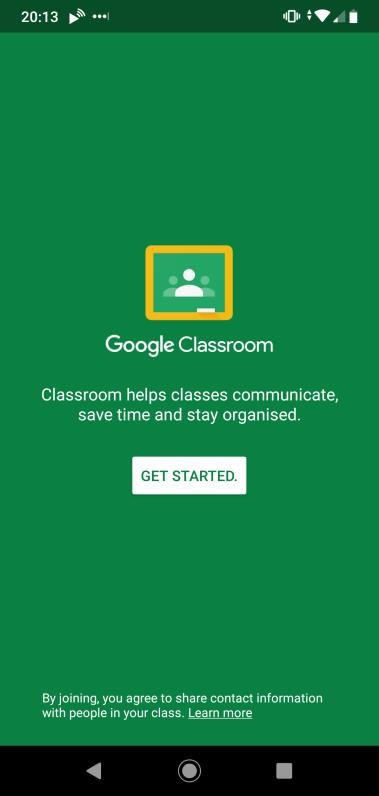 20:13
Google Classroom
Classroom helps classes communicate,
save time and stay organised.
GET STARTED.
By joining, you agree to share contact information
with people in your class. Learn more